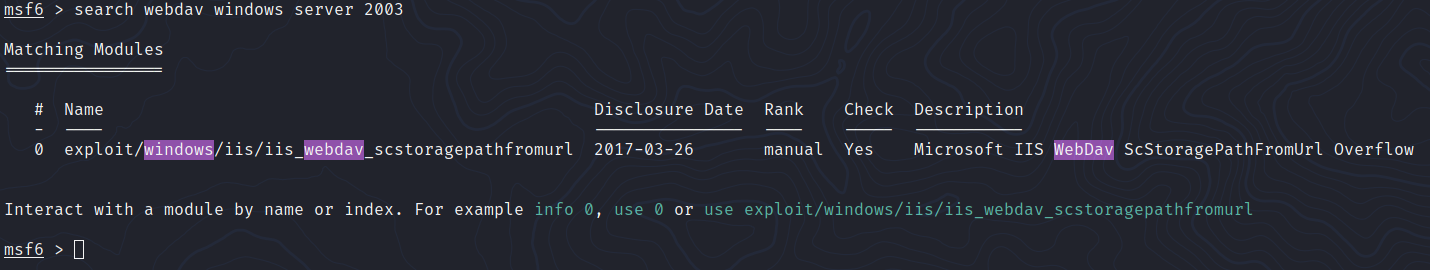 msf6 > search webdav windows server 2003
Matching Modules
================
# Name Disclosure Date Rank Check Description
- ---- --------------- ---- ----- -----------
0 exploit/windows/iis/iis_webdav_scstoragepathfromurl 2017-03-26 manual Yes Microsoft IIS WebDav ScStoragePathFromUrl Overflow
Interact with a module by name or index. For example info 0, use 0 or use exploit/windows/iis/iis_webdav_scstoragepathfromurl
msf6 >